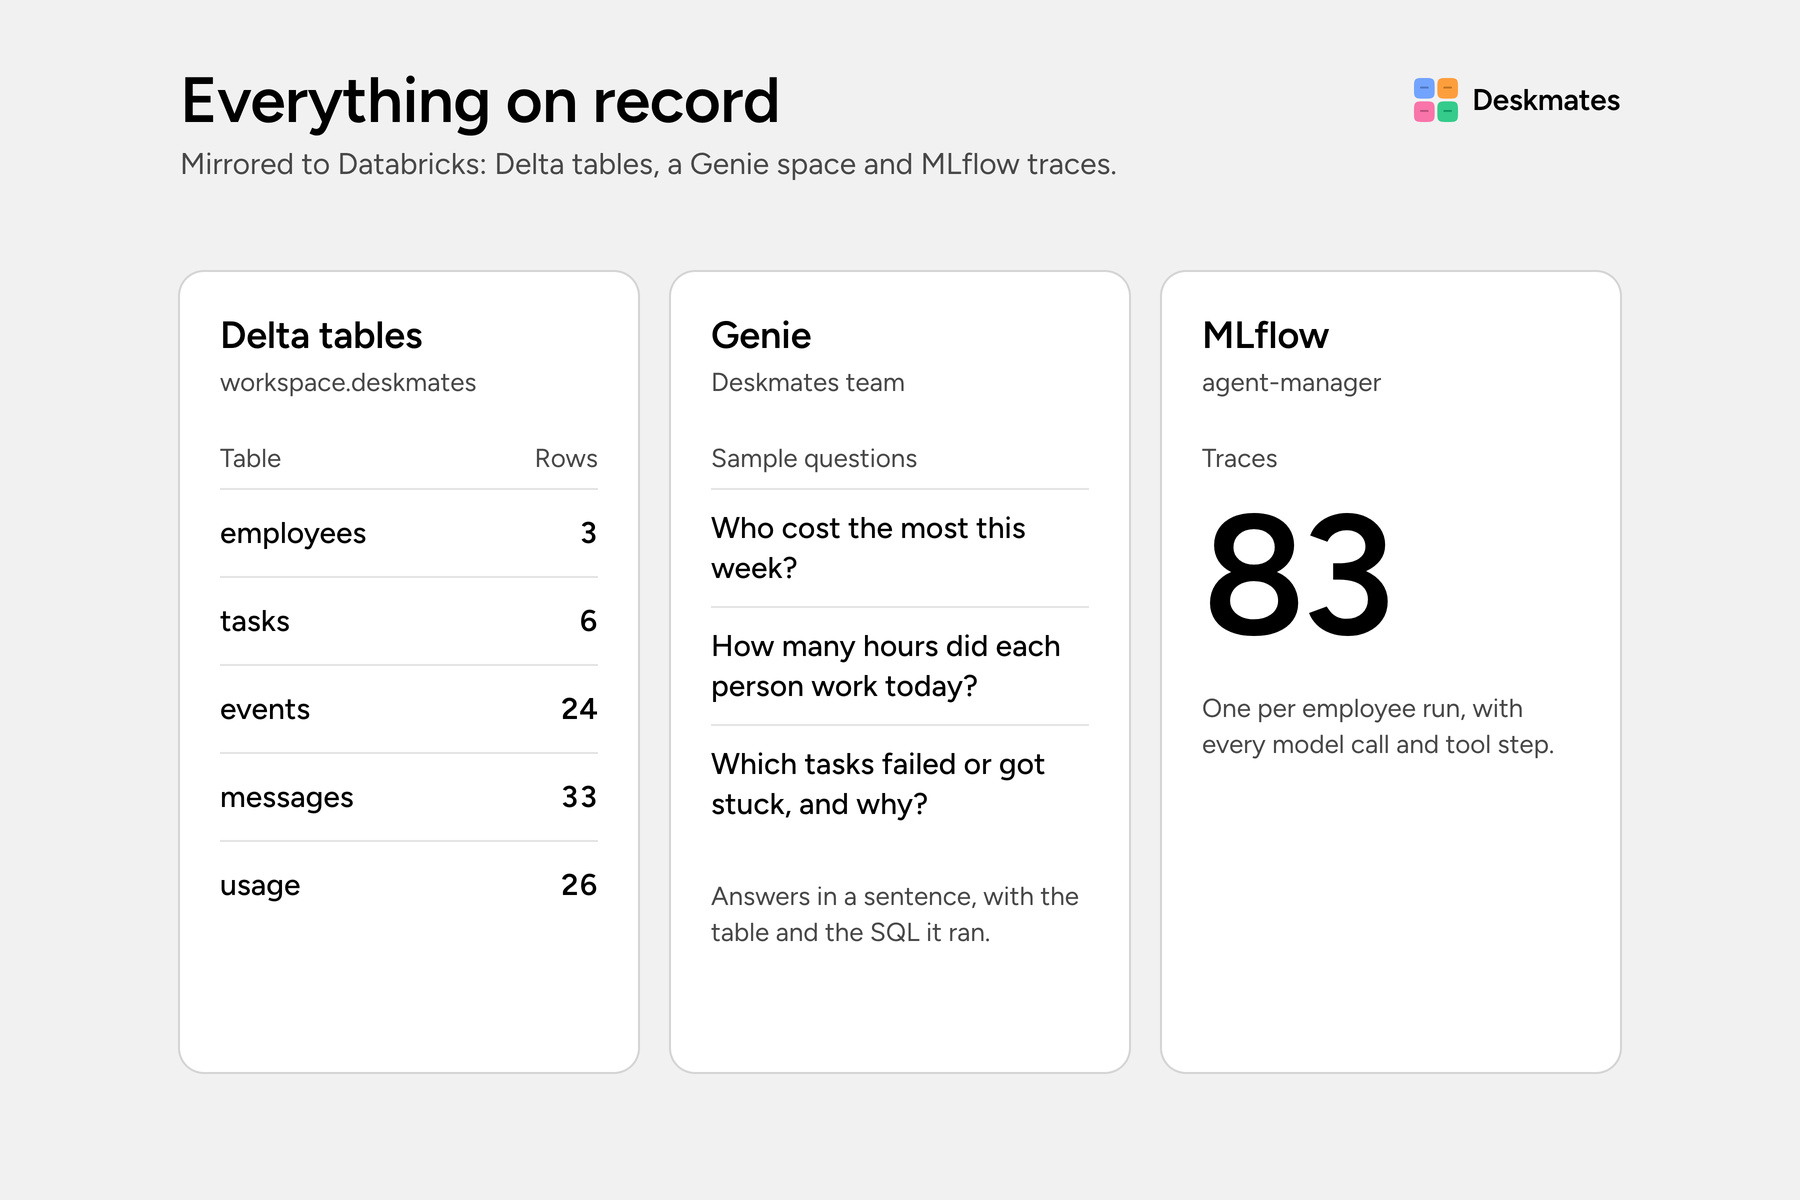 Everything on record
Deskmates
Mirrored to Databricks: Delta tables, a Genie space and MLflow traces.
Delta tables
workspace.deskmates
Table Rows
employees 3
tasks 6
events 24
messages 33
usage 26
Genie
Deskmates team
Sample questions
Who cost the most this
week?
How many hours did each
person work today?
Which tasks failed or got
stuck, and why?
Answers in a sentence, with the
table and the SQL it ran.
MLflow
agent-manager
Traces
83
One per employee run, with
every model call and tool step.